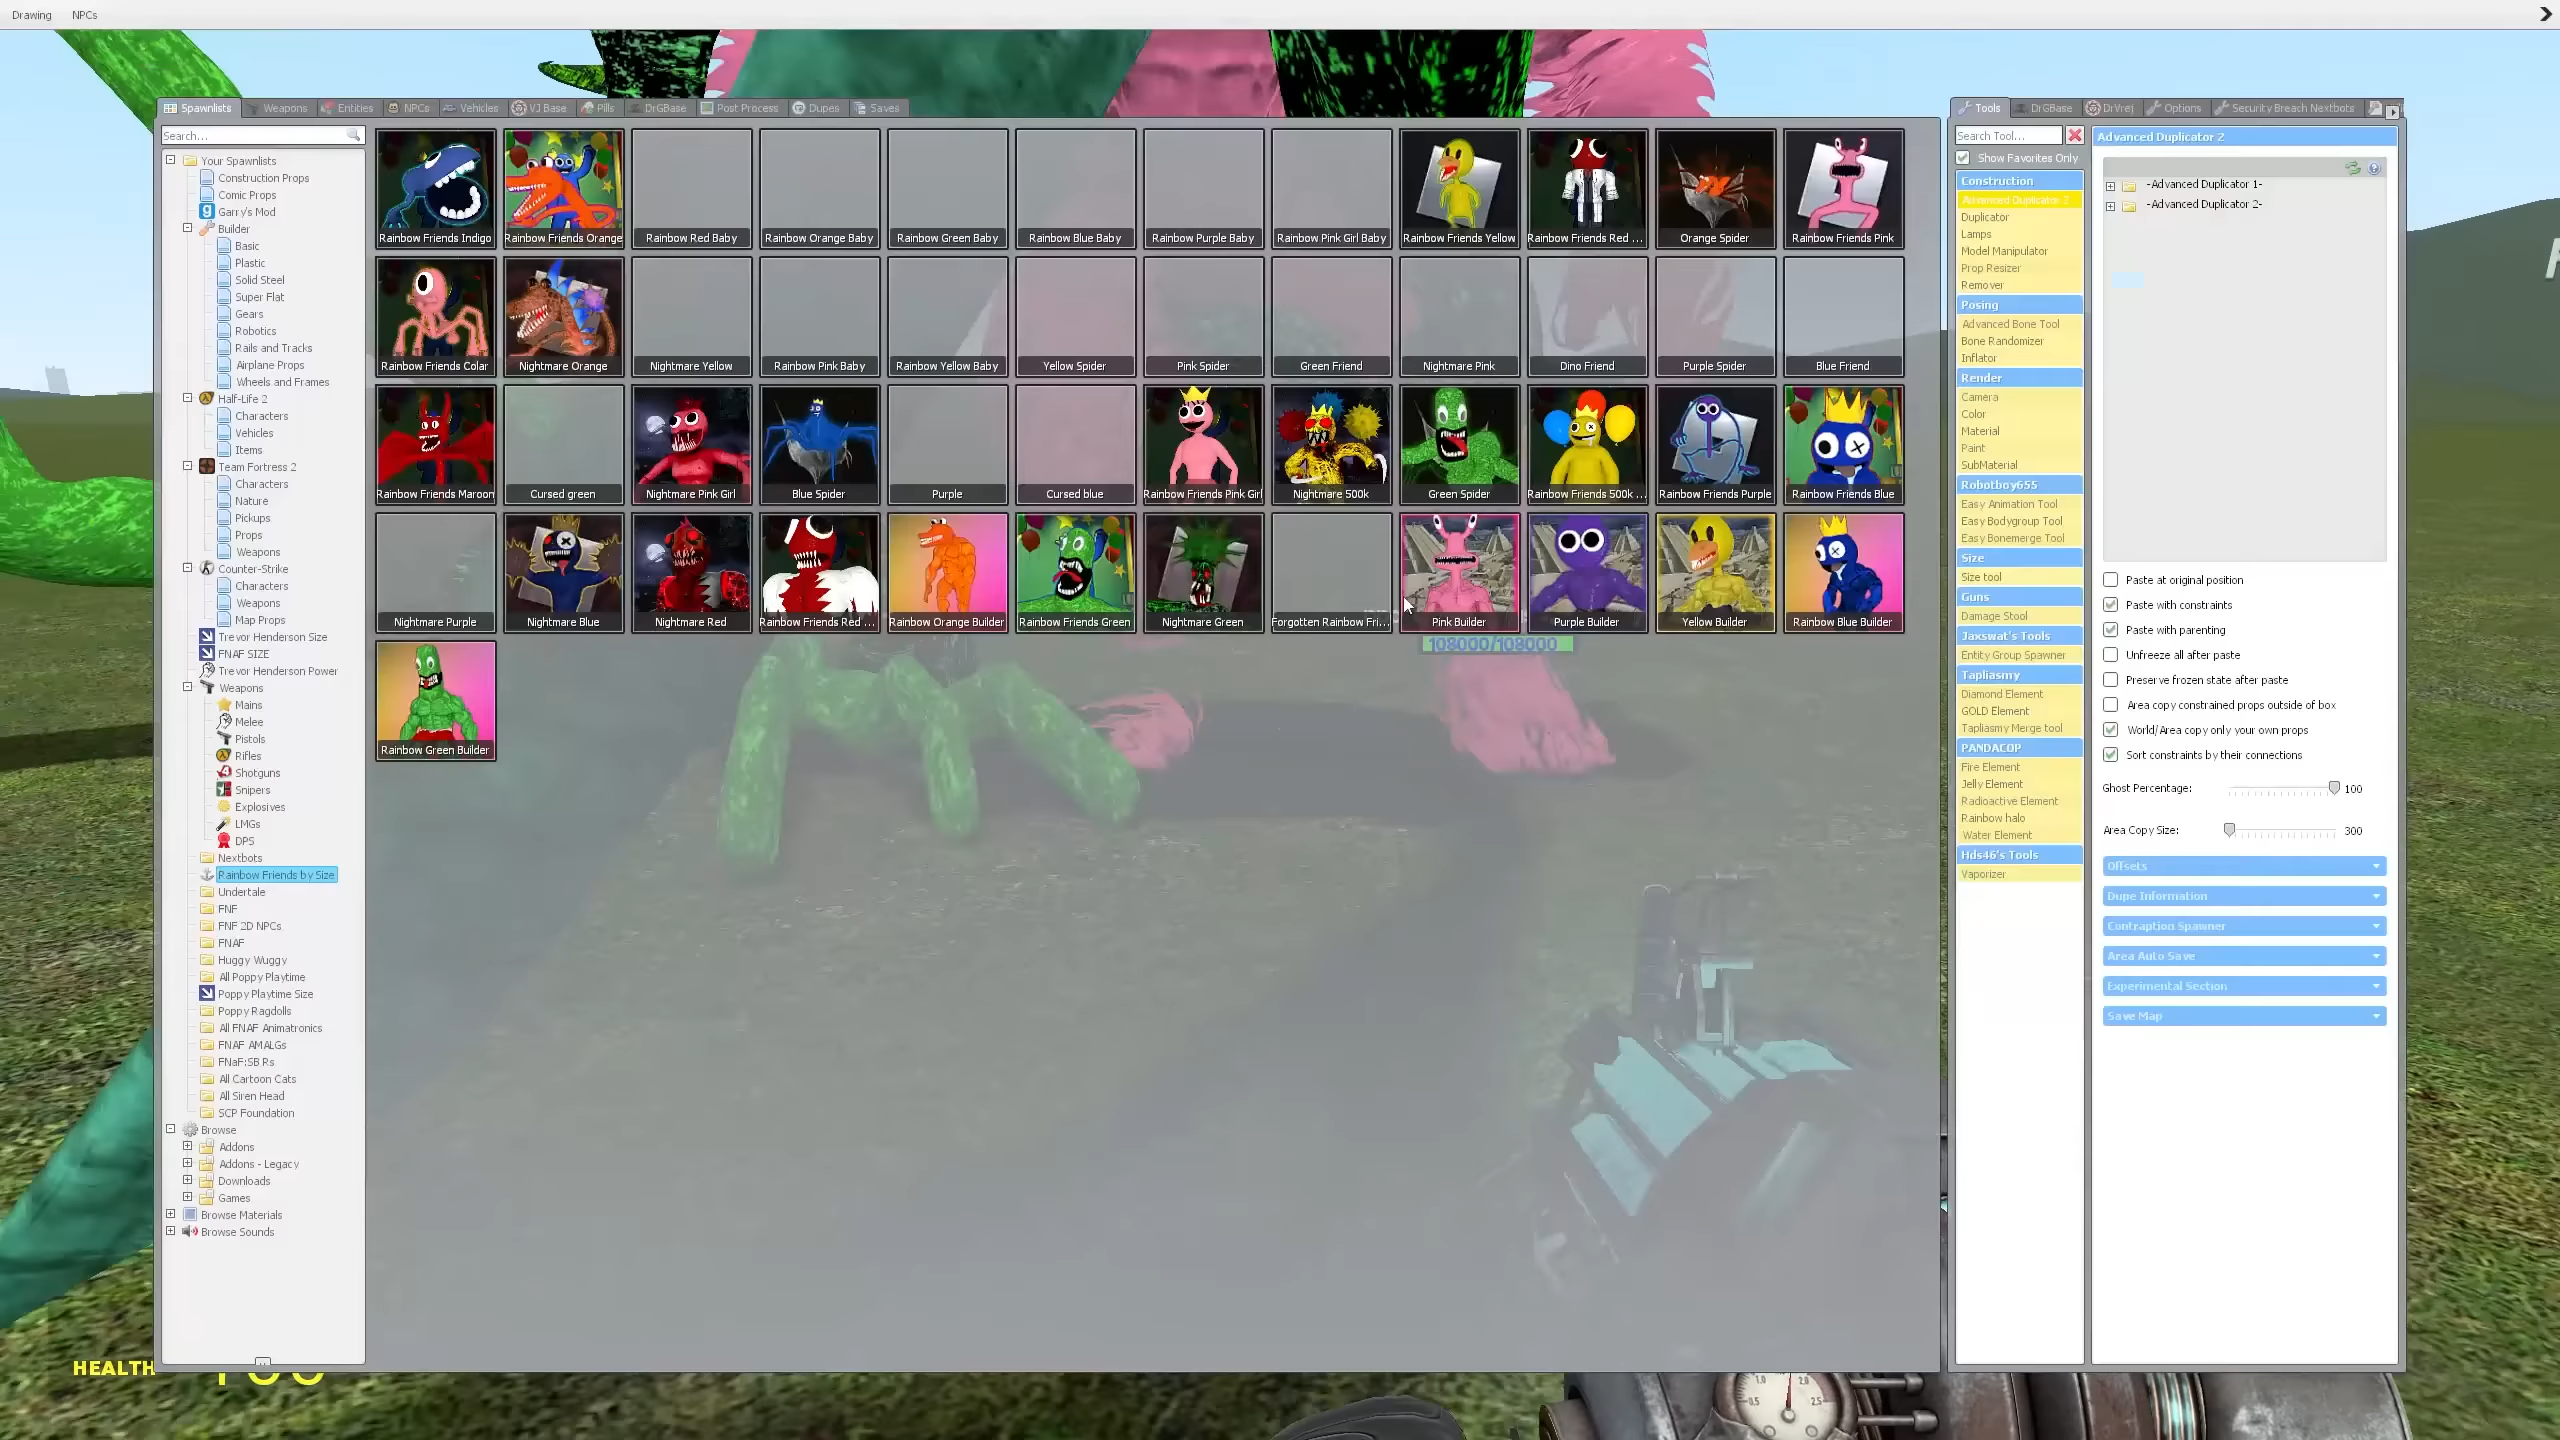 Drawing NPCs
Spawnlists Weapons Entities NPCs Vehicles VJ Base Pills DrGBase Post Process Dupes Saves
Search...
Your Spawnlists
Construction Props
Comic Props
Garry's Mod
Builder
Basic
Plastic
Solid Steel
Super Flat
Gears
Robotics
Rails and Tracks
Airplane Props
Wheels and Frames
Half-Life 2
Characters
Vehicles
Items
Team Fortress 2
Characters
Nature
Pickups
Props
Weapons
Counter-Strike
Characters
Weapons
Map Props
Trevor Henderson Size
FNAF SIZE
Trevor Henderson Power
Weapons
Mains
Melee
Pistols
Rifles
Shotguns
Snipers
Explosives
LMGs
DPS
Nextbots
Rainbow Friends by Size
Undertale
FNF
FNF 2D NPCs
FNAF
Huggy Wuggy
All Poppy Playtime
Poppy Playtime Size
Poppy Ragdolls
All FNAF Animatronics
FNAF AMALGs
FNaF:SB Rs
All Cartoon Cats
All Siren Head
SCP Foundation
Browse
Addons
Addons - Legacy
Downloads
Games
Browse Materials
Browse Sounds
Rainbow Friends Indigo Rainbow Friends Orange Rainbow Red Baby Rainbow Orange Baby Rainbow Green Baby Rainbow Blue Baby Rainbow Purple Baby Rainbow Pink Girl Baby Rainbow Friends Yellow Rainbow Friends Red ... Orange Spider Rainbow Friends Pink
Rainbow Friends Colar Nightmare Orange Nightmare Yellow Rainbow Pink Baby Rainbow Yellow Baby Yellow Spider Pink Spider Green Friend Nightmare Pink Dino Friend Purple Spider Blue Friend
Rainbow Friends Maroon Cursed green Nightmare Pink Girl Blue Spider Purple Cursed blue Rainbow Friends Pink Girl Nightmare 500k Green Spider Rainbow Friends 500k ... Rainbow Friends Purple Rainbow Friends Blue
Nightmare Purple Nightmare Blue Nightmare Red Rainbow Friends Red ... Rainbow Orange Builder Rainbow Friends Green Nightmare Green Forgotten Rainbow Fri... Pink Builder Purple Builder Yellow Builder Rainbow Blue Builder
108000/108000
Rainbow Green Builder
HEALTH
Tools DrGBase DrVrej Options Security Breach Nextbots
Search Tool...
Show Favorites Only
Construction
Advanced Duplicator 2
Duplicator
Lamps
Model Manipulator
Prop Resizer
Remover
Posing
Advanced Bone Tool
Bone Randomizer
Inflator
Render
Camera
Color
Material
Paint
SubMaterial
Robotboy655
Easy Animation Tool
Easy Bodygroup Tool
Easy Bonemerge Tool
Size
Size tool
Guns
Damage Stool
Jaxswat's Tools
Entity Group Spawner
Tapliasmy
Diamond Element
GOLD Element
Tapliasmy Merge tool
PANDACOP
Fire Element
Jelly Element
Radioactive Element
Rainbow halo
Water Element
Hds46's Tools
Vaporizer
Advanced Duplicator 2
-Advanced Duplicator 1-
-Advanced Duplicator 2-
Paste at original position
Paste with constraints
Paste with parenting
Unfreeze all after paste
Preserve frozen state after paste
Area copy constrained props outside of box
World/Area copy only your own props
Sort constraints by their connections
Ghost Percentage: 100
Area Copy Size: 300
Offsets
Dupe Information
Contraption Spawner
Area Auto Save
Experimental Section
Save Map
1.0 2.0
0.5 2.5